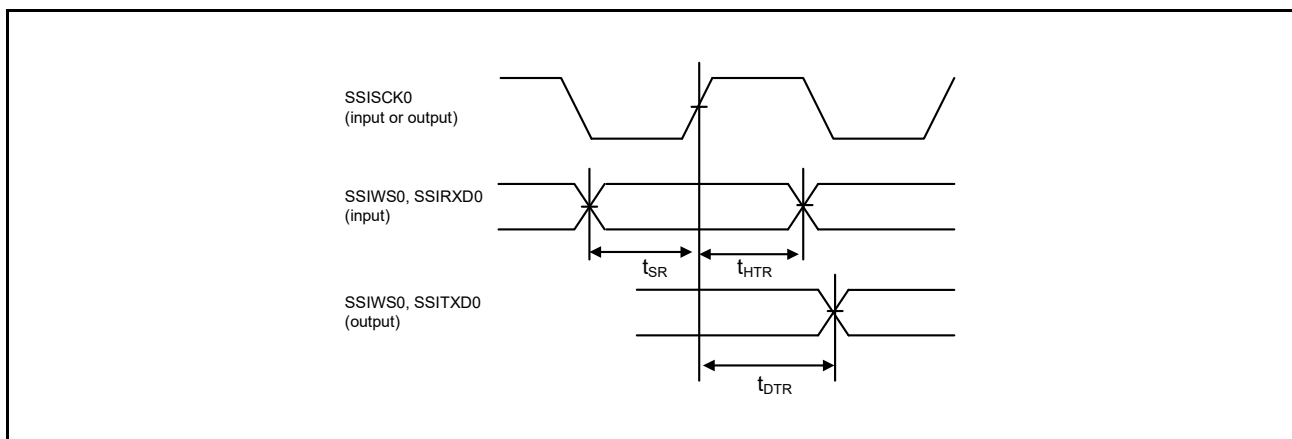 SSISCK0
(input or output)
SSIWS0, SSIRXD0
(input)
tSR
tHTR
SSIWS0, SSITXD0
(output)
tDTR